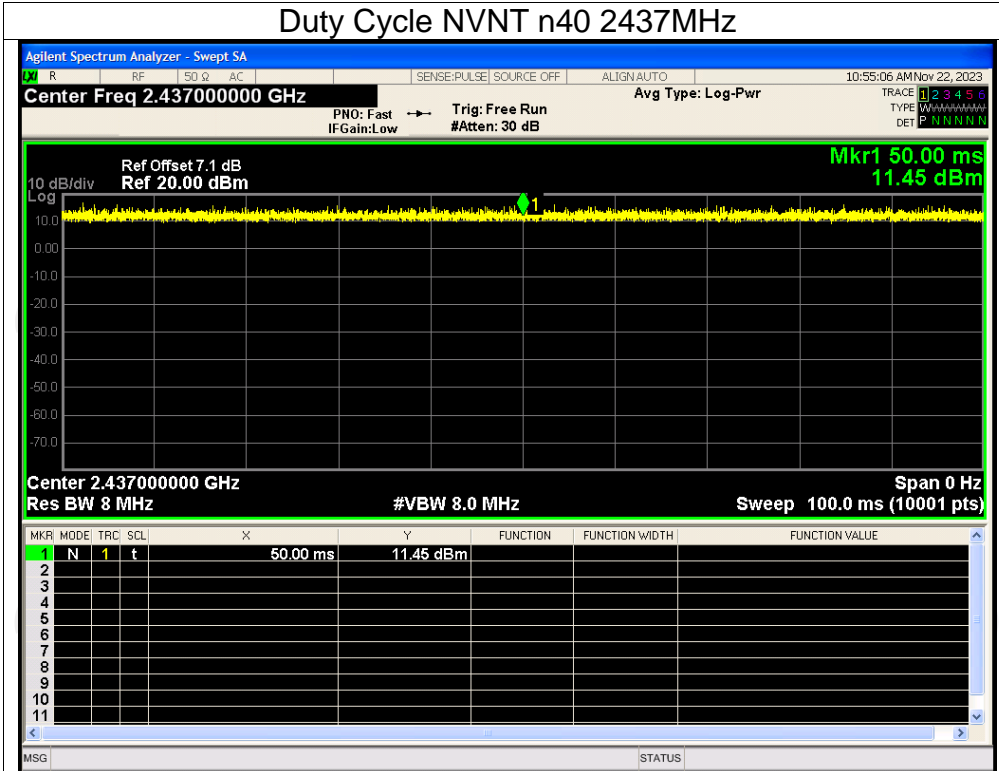 Duty Cycle NVNT n40 2437MHz
Agilent Spectrum Analyzer - Swept SA
LXI R RF 50 Ω AC SENSE:PULSE SOURCE OFF ALIGN AUTO 10:55:06 AM Nov 22, 2023
Center Freq 2.437000000 GHz Avg Type: Log-Pwr TRACE 1 2 3 4 5 6
PNO: Fast Trig: Free Run TYPE WWWWWW
IFGain:Low #Atten: 30 dB DET P N N N N N
Mkr1 50.00 ms
Ref Offset 7.1 dB
10 dB/div Ref 20.00 dBm 11.45 dBm
Log
1
10.0
0.00
-10.0
-20.0
-30.0
-40.0
-50.0
-60.0
-70.0
Center 2.437000000 GHz Span 0 Hz
Res BW 8 MHz #VBW 8.0 MHz Sweep 100.0 ms (10001 pts)
MKR MODE TRC SCL X Y FUNCTION FUNCTION WIDTH FUNCTION VALUE
1 N 1 t 50.00 ms 11.45 dBm
2
3
4
5
6
7
8
9
10
11
MSG STATUS